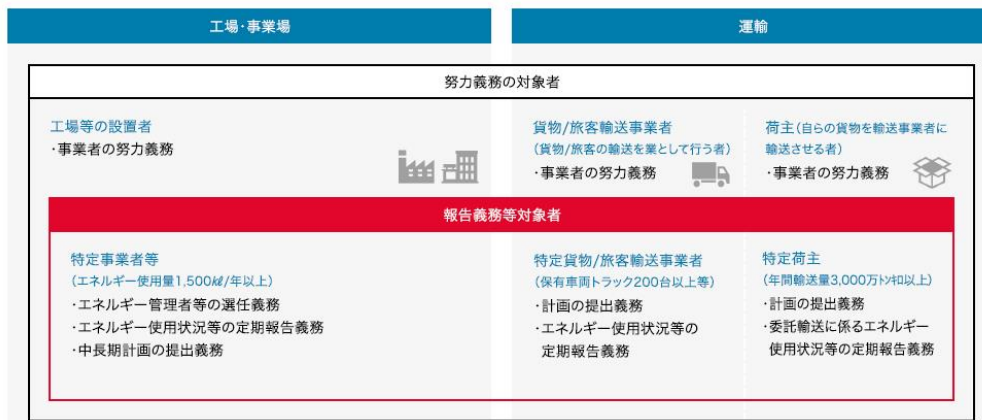 工場・事業場
運輸
努力義務の対象者
工場等の設置者
・事業者の努力義務
貨物/旅客輸送事業者
(貨物/旅客の輸送を業として行う者)
・事業者の努力義務
荷主(自らの貨物を輸送事業者に
輸送させる者)
・事業者の努力義務
報告義務等対象者
特定事業者等
(エネルギー使用量1,500㎘/年以上)
・エネルギー管理者等の選任義務
・エネルギー使用状況等の定期報告義務
・中長期計画の提出義務
特定貨物/旅客輸送事業者
(保有車両トラック200台以上等)
・計画の提出義務
・エネルギー使用状況等の
定期報告義務
特定荷主
(年間輸送量3,000万㌧㌔以上)
・計画の提出義務
・委託輸送に係るエネルギー
使用状況等の定期報告義務